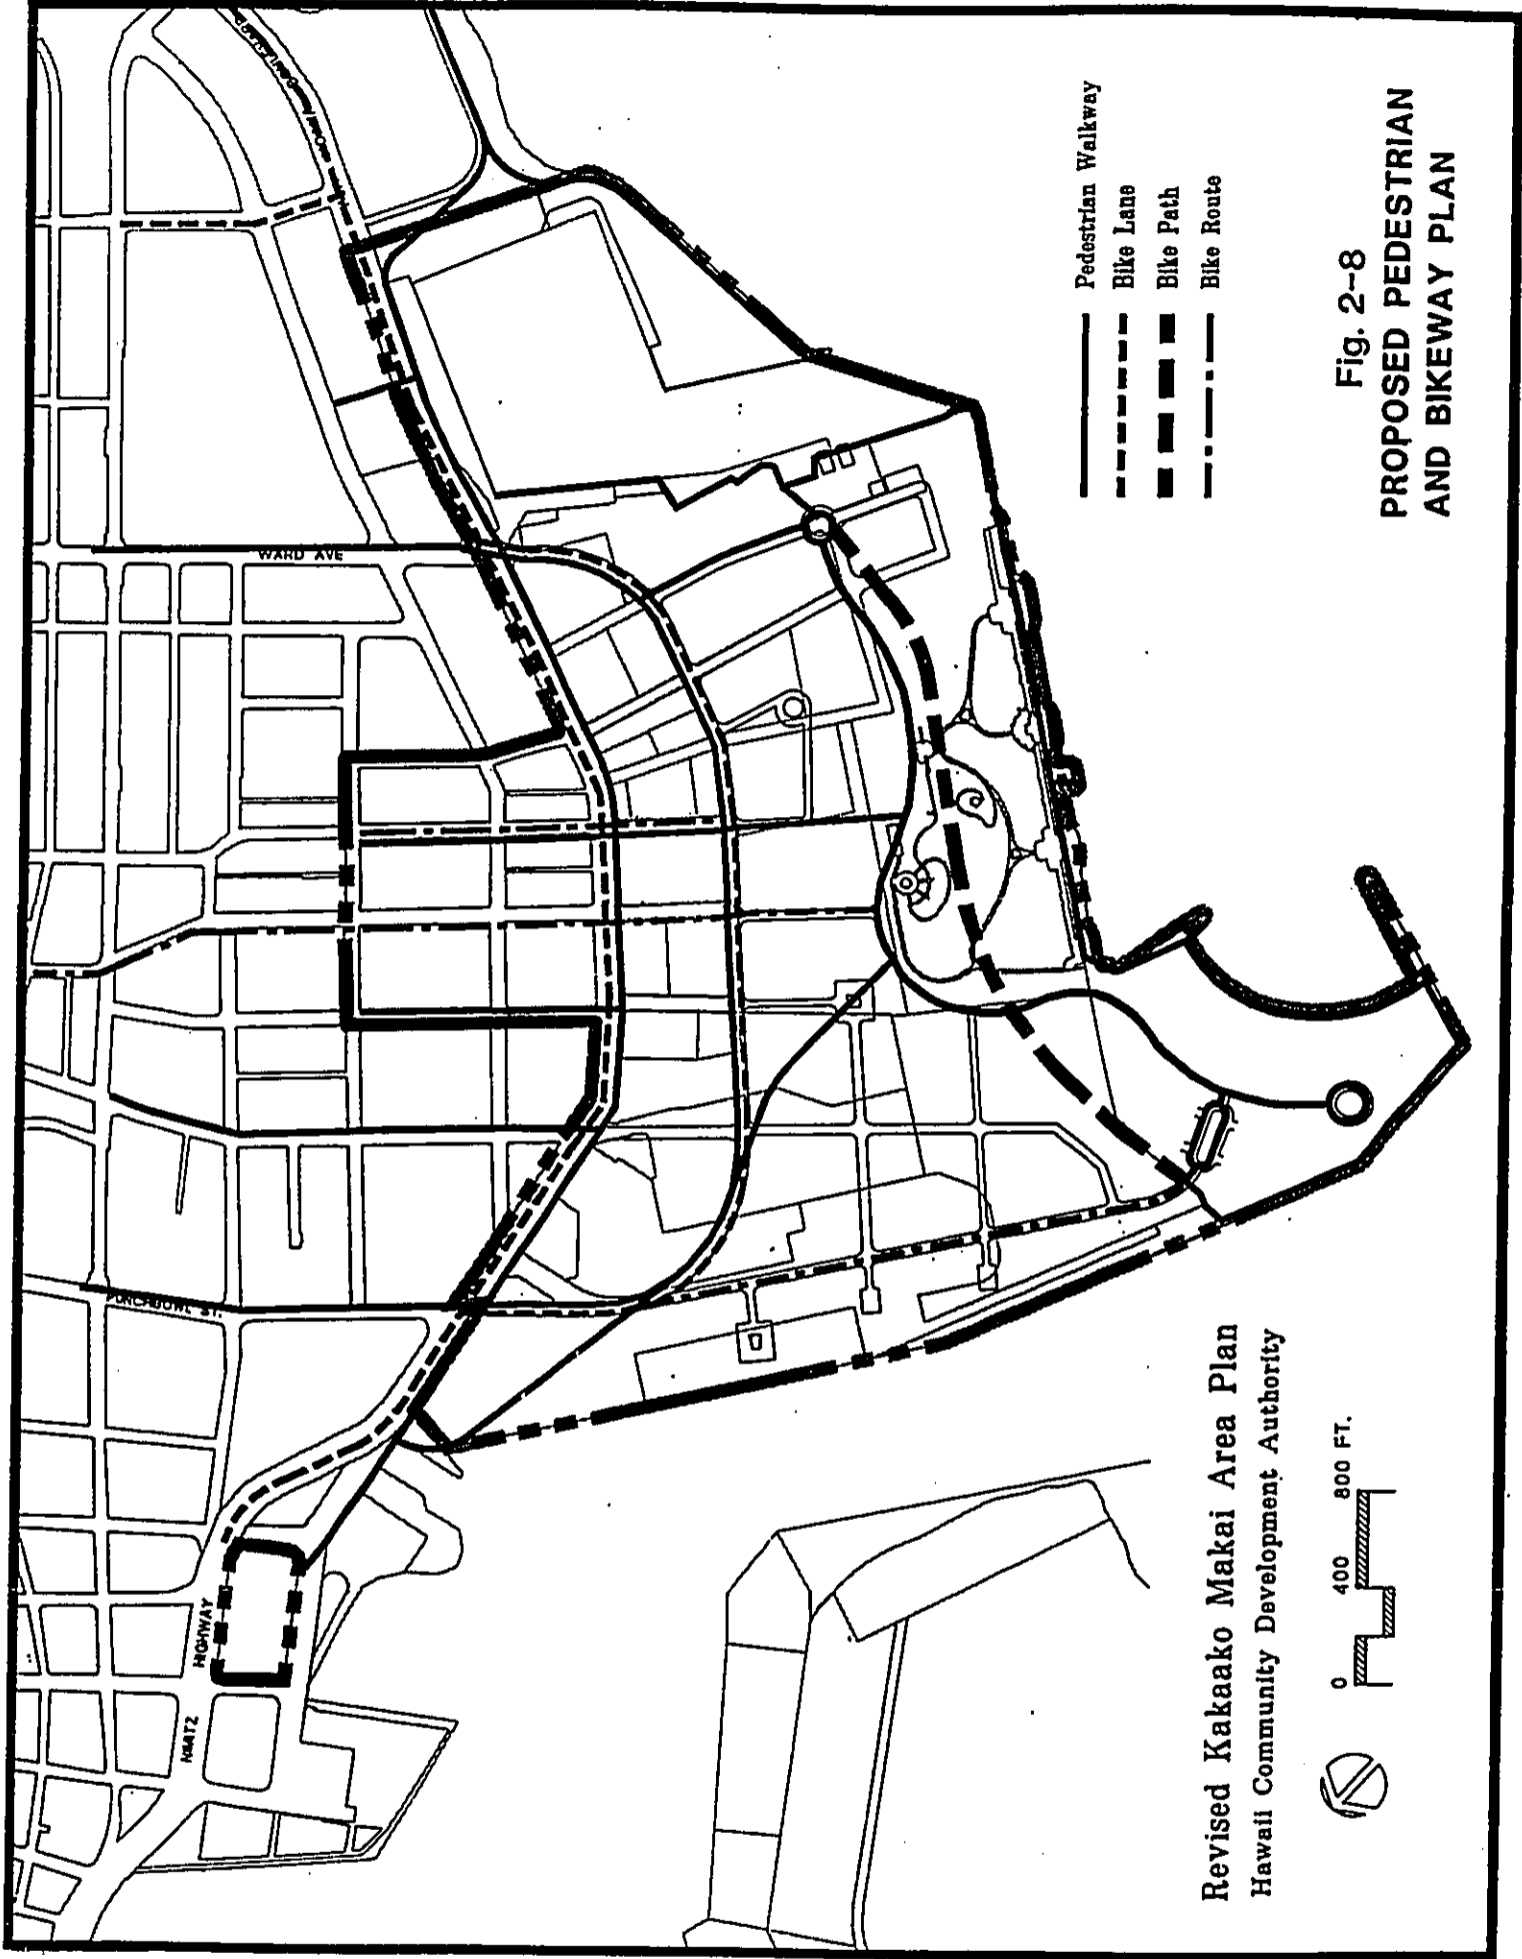 WARD AVE
PUNCHBOWL ST.
HIGHWAY
NIMITZ
Pedestrian Walkway
Bike Lane
Bike Path
Bike Route
Fig. 2-8
PROPOSED PEDESTRIAN
AND BIKEWAY PLAN
Revised Kakaako Makai Area Plan
Hawaii Community Development Authority
0 400 800 FT.